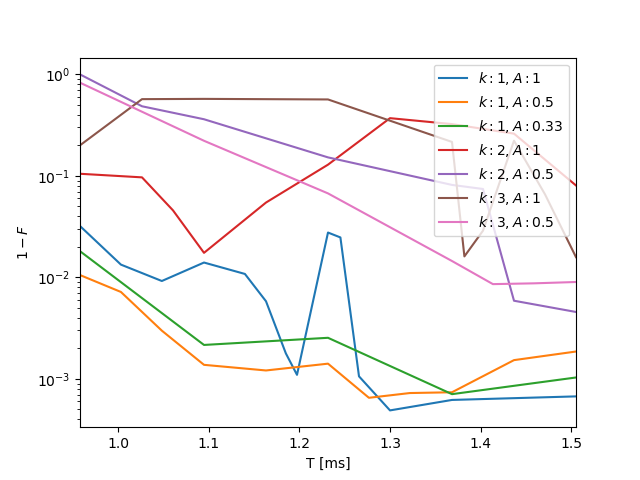 10⁰
10⁻¹
10⁻²
10⁻³
1 − F
k : 1, A : 1
k : 1, A : 0.5
k : 1, A : 0.33
k : 2, A : 1
k : 2, A : 0.5
k : 3, A : 1
k : 3, A : 0.5
1.0 1.1 1.2 1.3 1.4 1.5
T [ms]